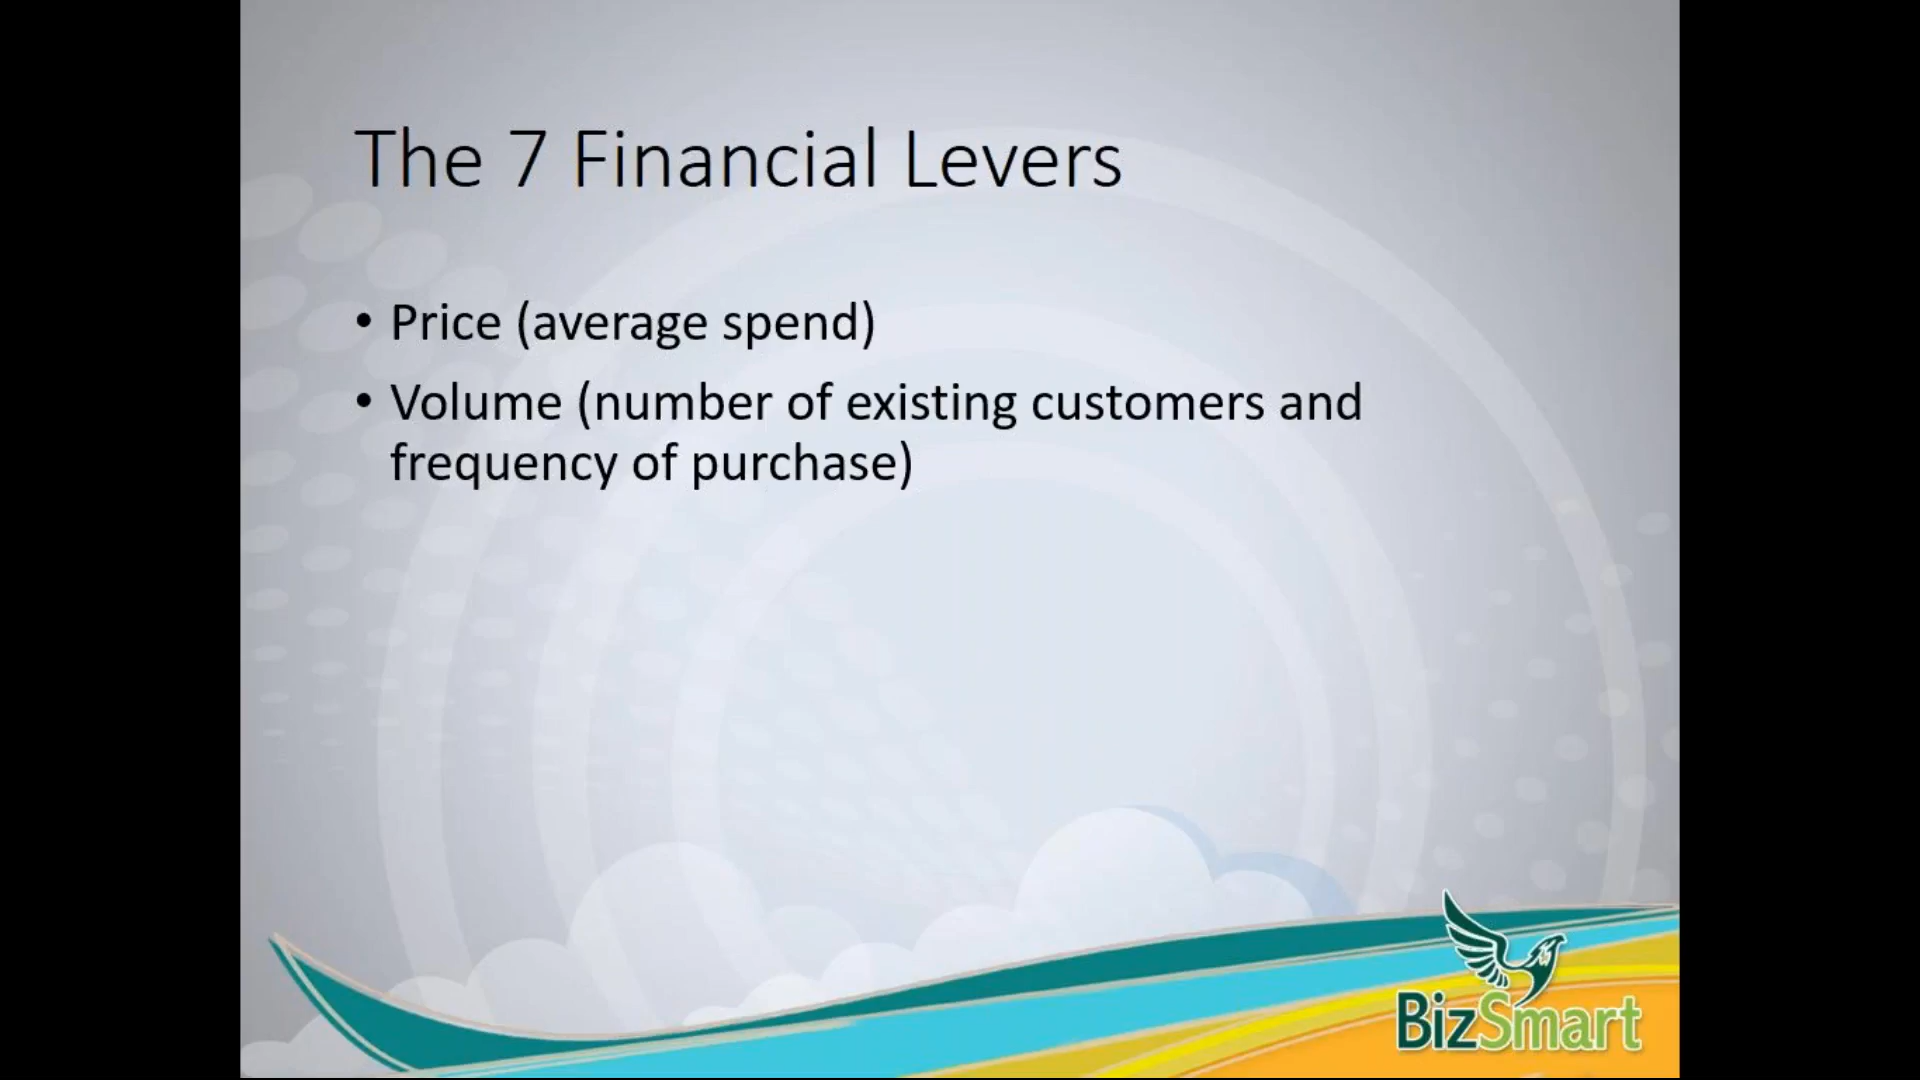 The 7 Financial Levers
• Price (average spend)
• Volume (number of existing customers and
frequency of purchase)
BizSmart